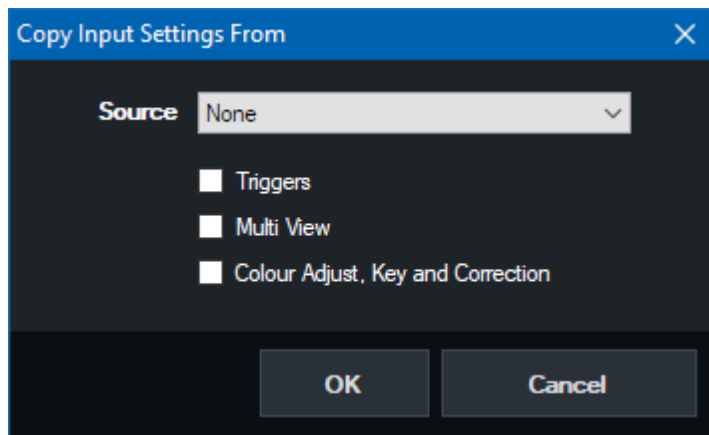 Copy Input Settings From
Source None
Triggers
Multi View
Colour Adjust, Key and Correction
OK Cancel